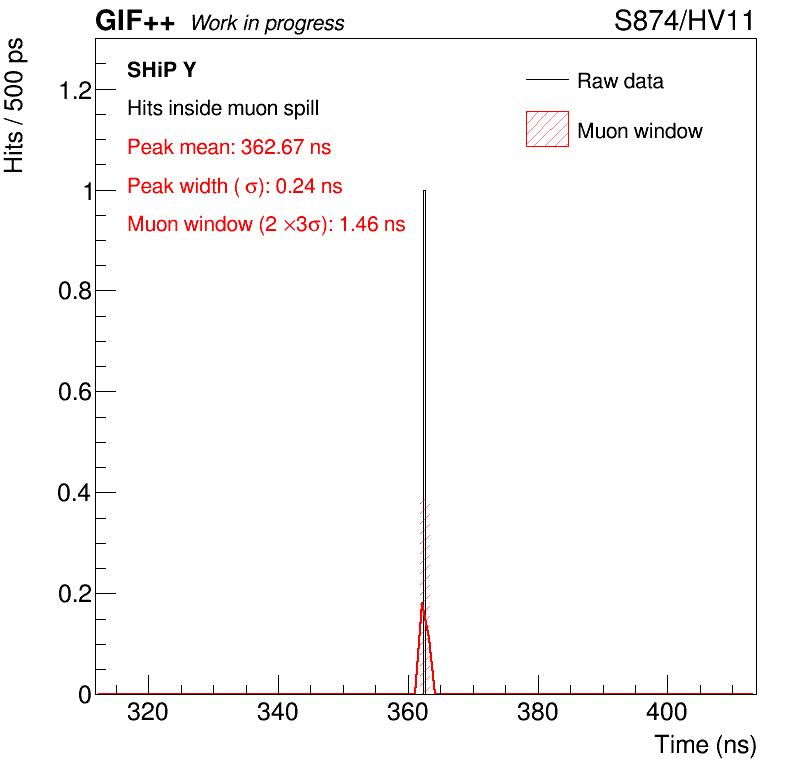 GIF++ Work in progress S874/HV11
SHiP Y
Hits inside muon spill
Peak mean: 362.67 ns
Peak width ( σ): 0.24 ns
Muon window (2 ×3σ): 1.46 ns
Raw data
Muon window
Hits / 500 ps
1.2
1
0.8
0.6
0.4
0.2
0
320 340 360 380 400
Time (ns)